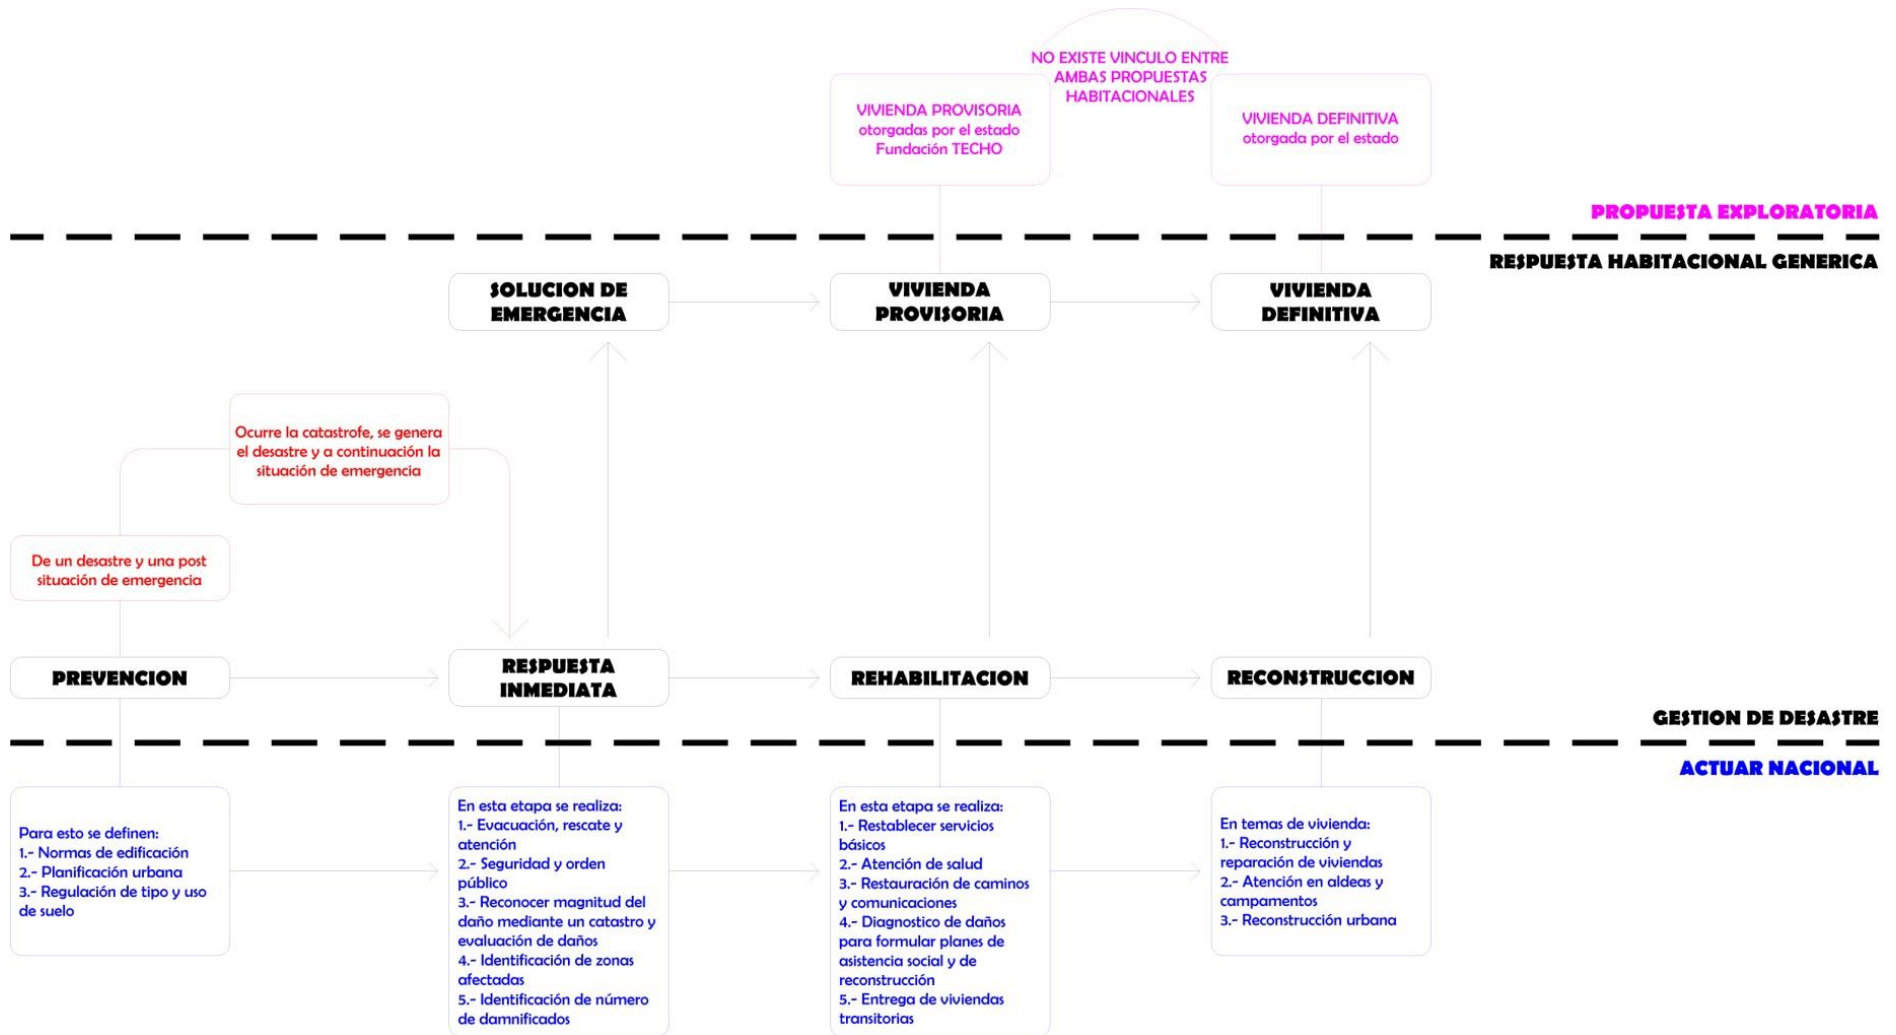 NO EXISTE VINCULO ENTRE
AMBAS PROPUESTAS
HABITACIONALES
VIVIENDA PROVISORIA
otorgadas por el estado
Fundación TECHO
VIVIENDA DEFINITIVA
otorgada por el estado
PROPUESTA EXPLORATORIA
RESPUESTA HABITACIONAL GENERICA
SOLUCION DE
EMERGENCIA
VIVIENDA
PROVISORIA
VIVIENDA
DEFINITIVA
Ocurre la catastrofe, se genera
el desastre y a continuación la
situación de emergencia
De un desastre y una post
situación de emergencia
PREVENCION
RESPUESTA
INMEDIATA
REHABILITACION
RECONSTRUCCION
GESTION DE DESASTRE
ACTUAR NACIONAL
Para esto se definen:
1.- Normas de edificación
2.- Planificación urbana
3.- Regulación de tipo y uso
de suelo
En esta etapa se realiza:
1.- Evacuación, rescate y
atención
2.- Seguridad y orden
público
3.- Reconocer magnitud del
daño mediante un catastro y
evaluación de daños
4.- Identificación de zonas
afectadas
5.- Identificación de número
de damnificados
En esta etapa se realiza:
1.- Restablecer servicios
básicos
2.- Atención de salud
3.- Restauración de caminos
y comunicaciones
4.- Diagnostico de daños
para formular planes de
asistencia social y de
reconstrucción
5.- Entrega de viviendas
transitorias
En temas de vivienda:
1.- Reconstrucción y
reparación de viviendas
2.- Atención en aldeas y
campamentos
3.- Reconstrucción urbana